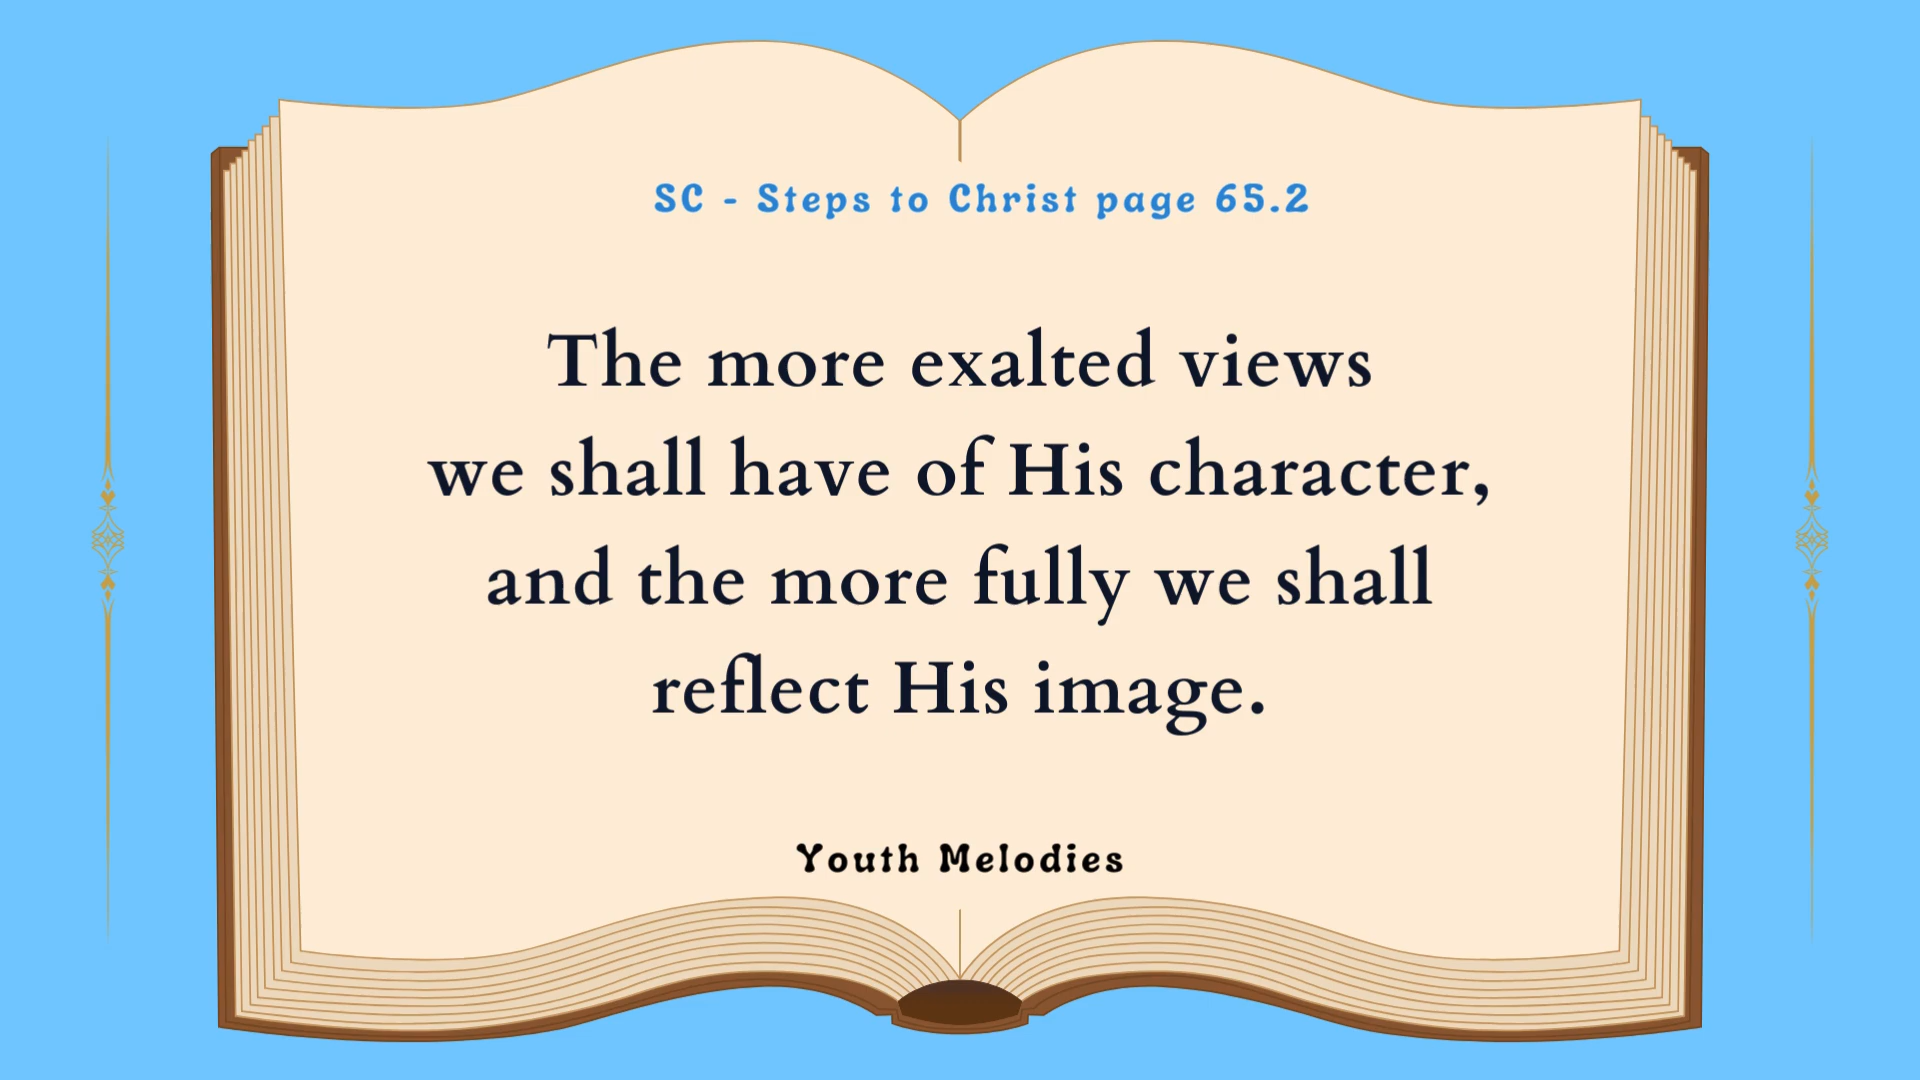 SC - Steps to Christ page 65.2
The more exalted views
we shall have of His character,
and the more fully we shall
reflect His image.
Youth Melodies